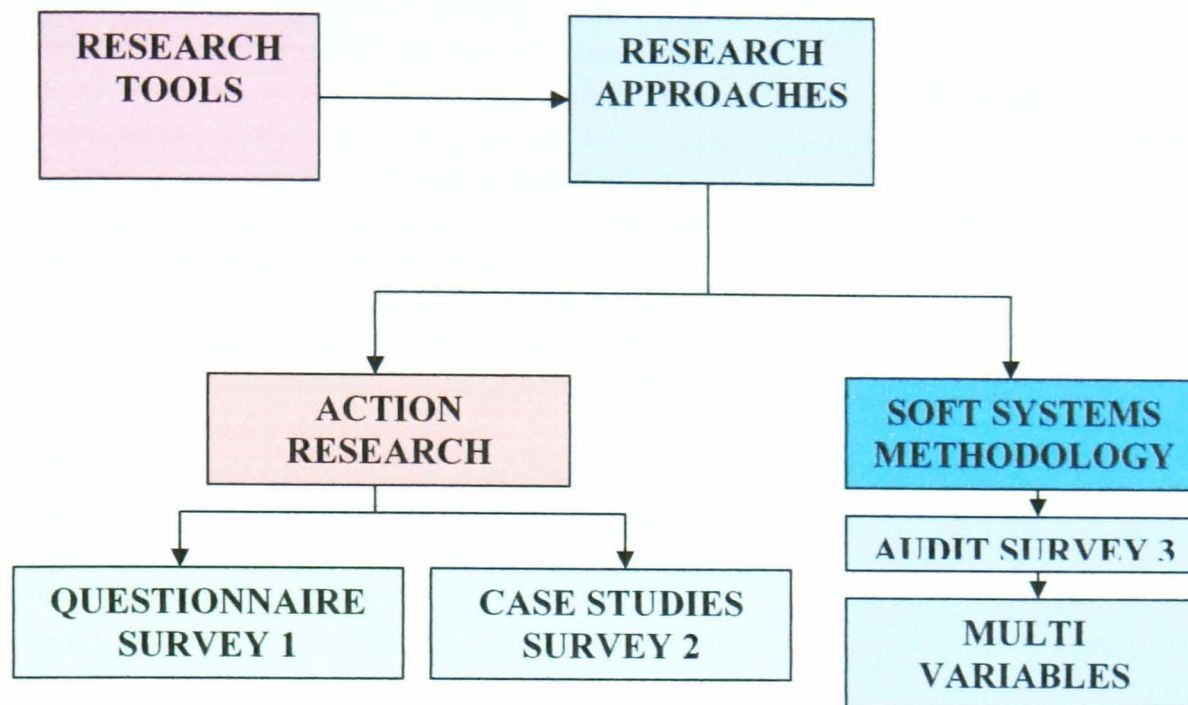 RESEARCH
TOOLS
RESEARCH
APPROACHES
ACTION
RESEARCH
SOFT SYSTEMS
METHODOLOGY
QUESTIONNAIRE
SURVEY 1
CASE STUDIES
SURVEY 2
AUDIT SURVEY 3
MULTI
VARIABLES